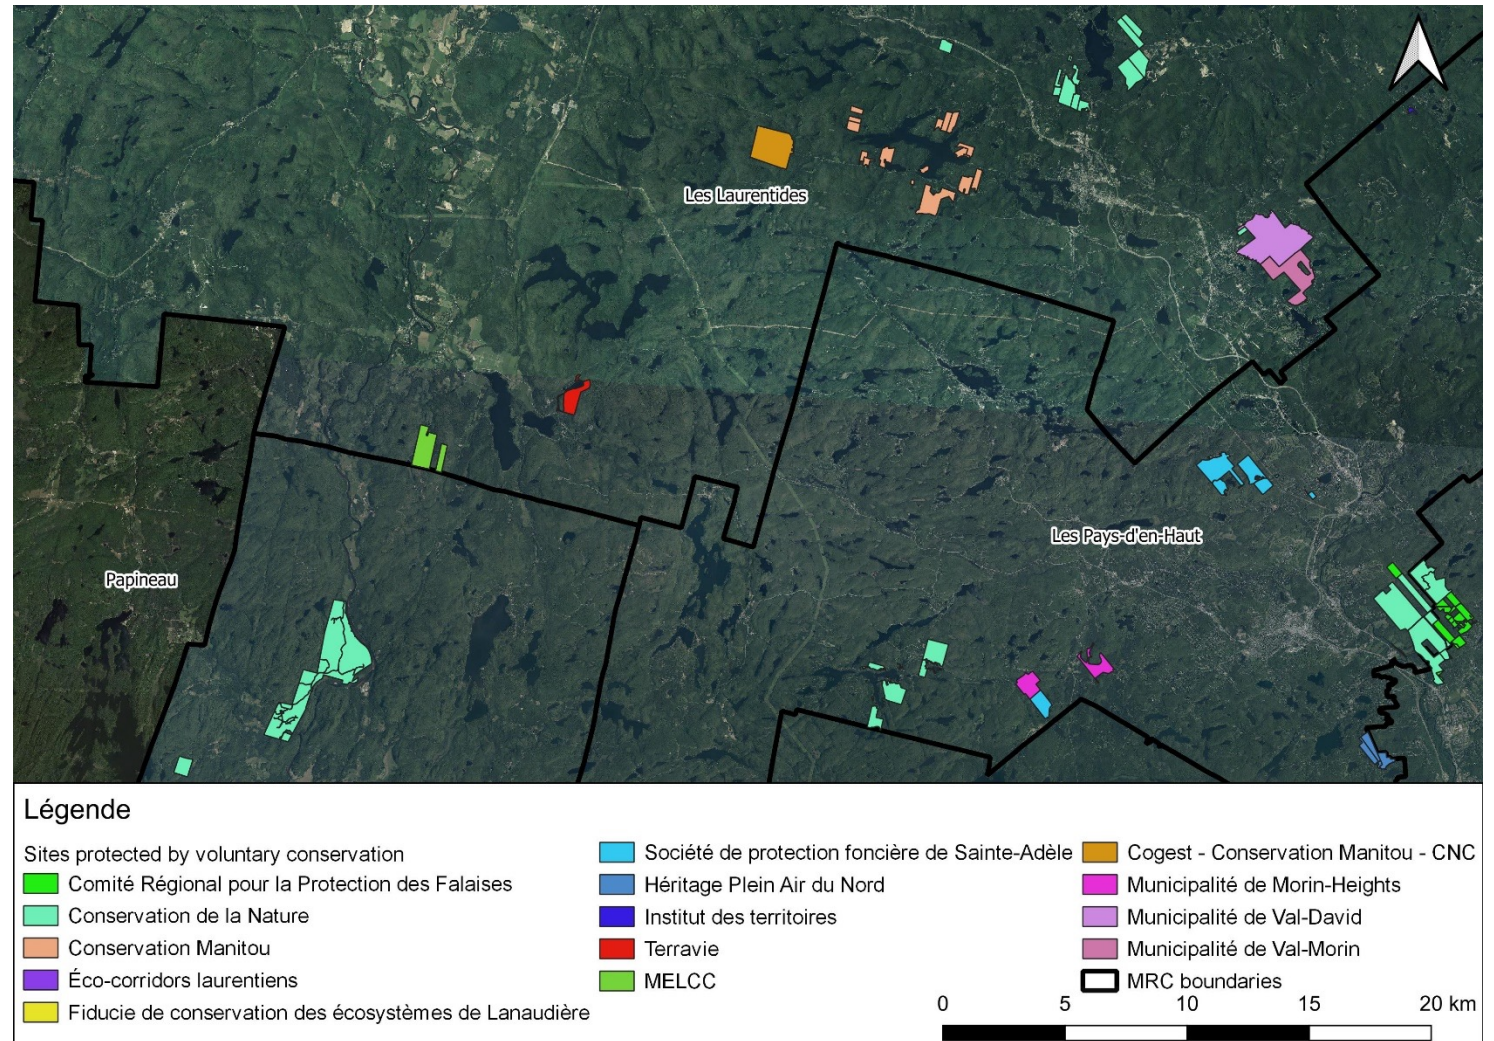 Les Laurentides
Les Pays-d'en-Haut
Papineau
Légende
Sites protected by voluntary conservation
Comité Régional pour la Protection des Falaises
Conservation de la Nature
Conservation Manitou
Éco-corridors laurentiens
Fiducie de conservation des écosystèmes de Lanaudière
Société de protection foncière de Sainte-Adèle
Héritage Plein Air du Nord
Institut des territoires
Terravie
MELCC
Cogest - Conservation Manitou - CNC
Municipalité de Morin-Heights
Municipalité de Val-David
Municipalité de Val-Morin
MRC boundaries
0 5 10 15 20 km